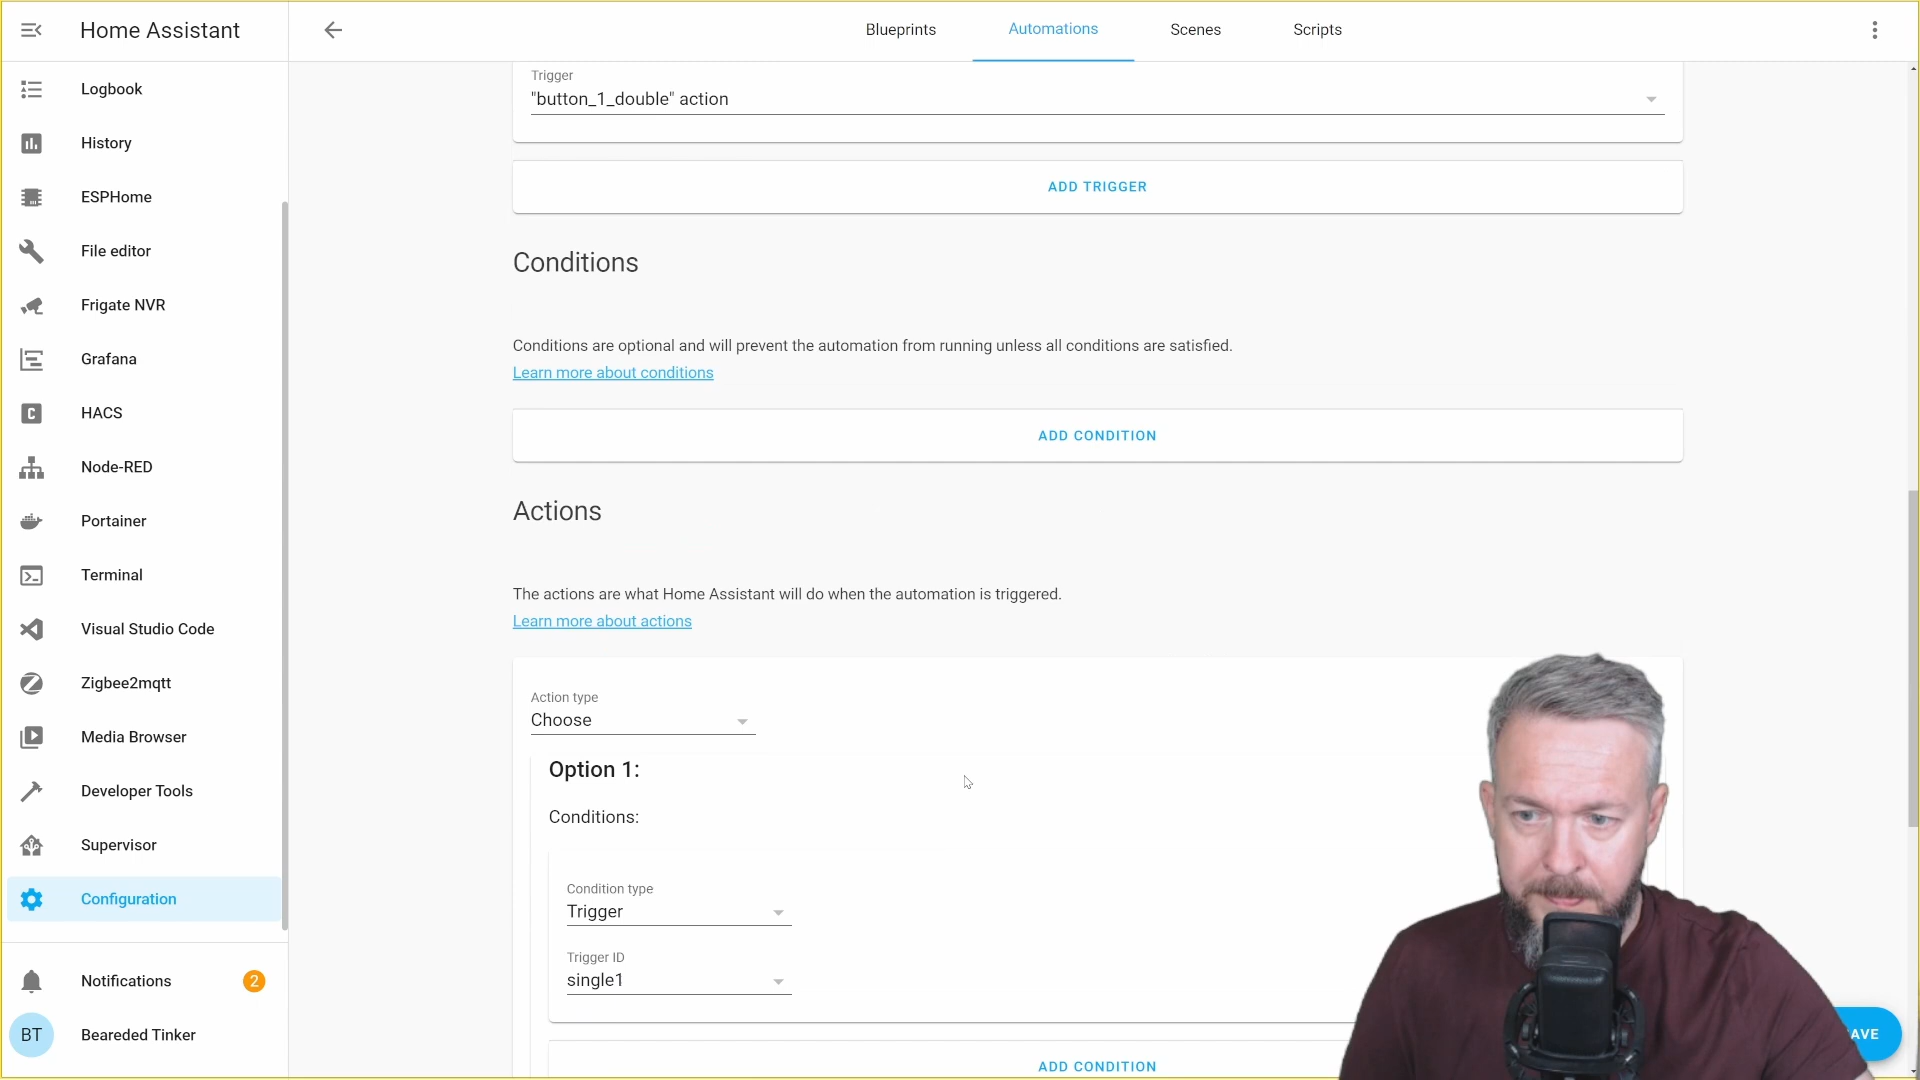 Home Assistant
Blueprints
Automations
Scenes
Scripts
Logbook
History
ESPHome
File editor
Frigate NVR
Grafana
HACS
Node-RED
Portainer
Terminal
Visual Studio Code
Zigbee2mqtt
Media Browser
Developer Tools
Supervisor
Configuration
Notifications
2
BT
Beareded Tinker
Trigger
"button_1_double" action
ADD TRIGGER
Conditions
Conditions are optional and will prevent the automation from running unless all conditions are satisfied.
Learn more about conditions
ADD CONDITION
Actions
The actions are what Home Assistant will do when the automation is triggered.
Learn more about actions
Action type
Choose
Option 1:
Conditions:
Condition type
Trigger
Trigger ID
single1
ADD CONDITION
AVE